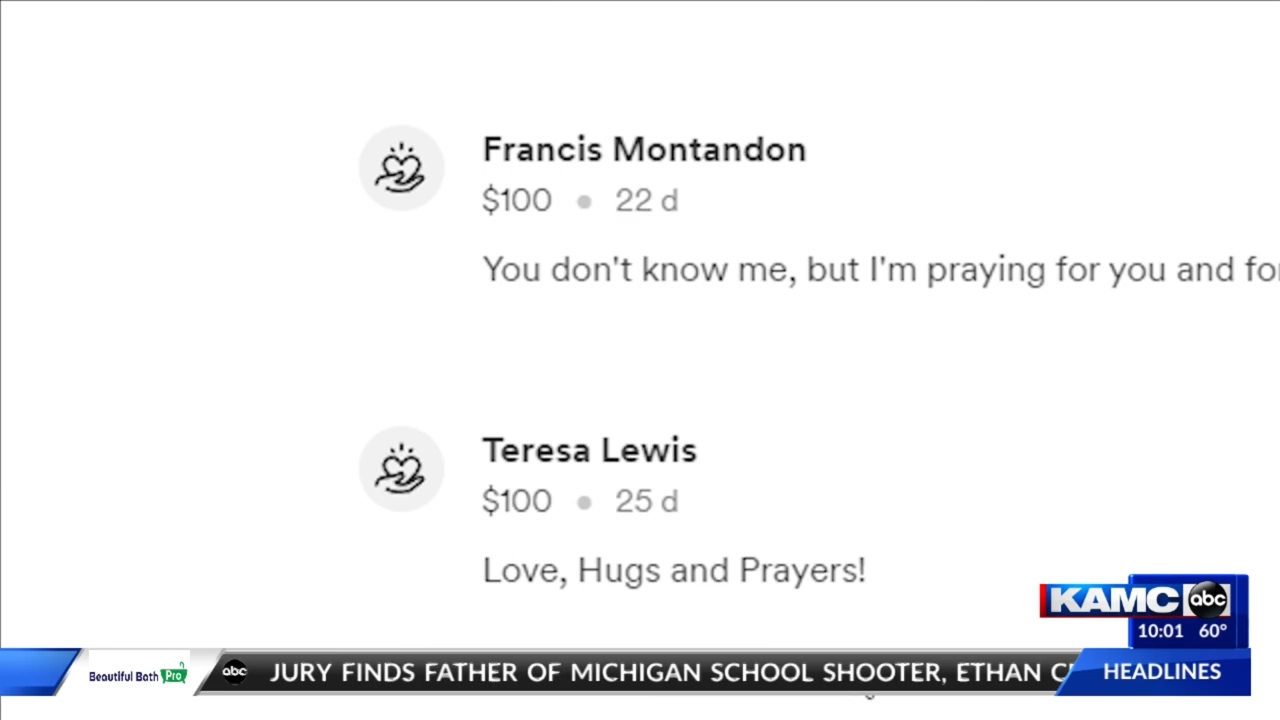 Francis Montandon
$100 • 22 d
You don't know me, but I'm praying for you and for
Teresa Lewis
$100 • 25 d
Love, Hugs and Prayers!
KAMC abc
10:01 60°
Beautiful Bath Pro
abc JURY FINDS FATHER OF MICHIGAN SCHOOL SHOOTER, ETHAN
HEADLINES